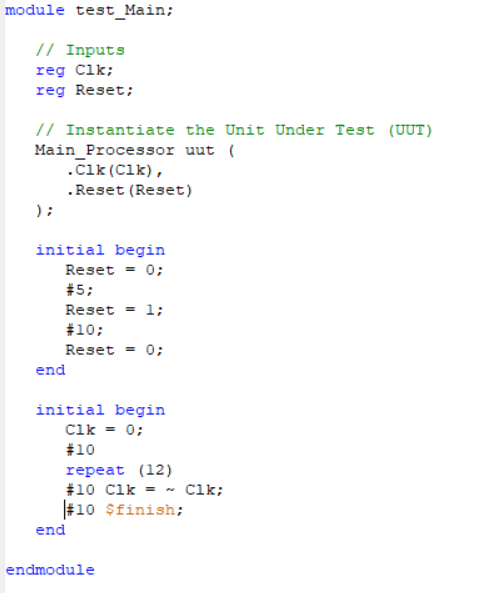 module test_Main;
// Inputs
reg Clk;
reg Reset;
// Instantiate the Unit Under Test (UUT)
Main_Processor uut (
.Clk(Clk),
.Reset(Reset)
);
initial begin
Reset = 0;
#5;
Reset = 1;
#10;
Reset = 0;
end
initial begin
Clk = 0;
#10
repeat (12)
#10 Clk = ~ Clk;
#10 $finish;
end
endmodule